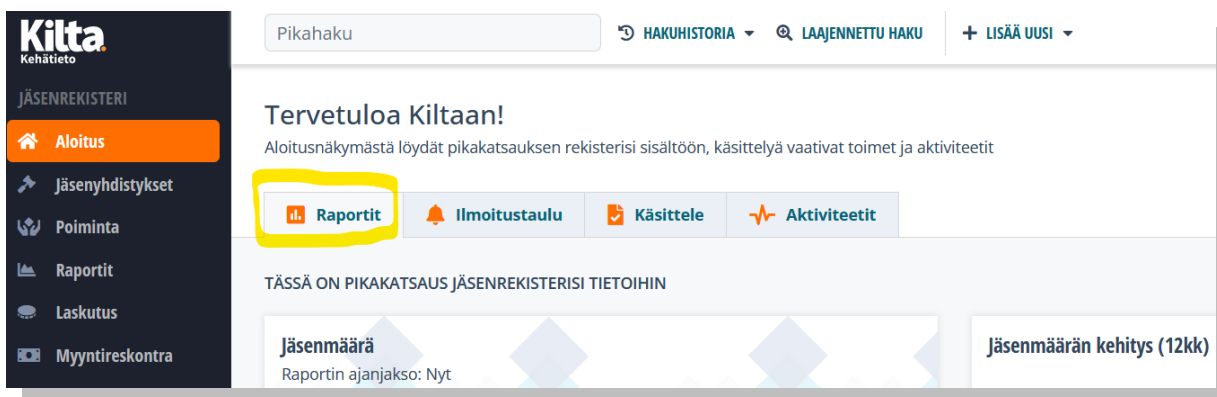 Kilta.
Kehätieto
JÄSENREKISTERI
Aloitus
Jäsenyhdistykset
Poiminta
Raportit
Laskutus
Myyntireskontra
Pikahaku
HAKUHISTORIA
LAAJENNETTU HAKU
LISÄÄ UUSI
Tervetuloa Kiltaan!
Aloitusnäkymästä löydät pikakatsauksen rekisterisi sisältöön, käsittelyä vaativat toimet ja aktiviteetit
Raportit
Ilmoitustaulu
Käsittele
Aktiviteetit
TÄSSÄ ON PIKAKATSAUS JÄSENREKISTERISI TIETOIHIN
Jäsenmäärä
Raportin ajanjakso: Nyt
Jäsenmäärän kehitys (12kk)